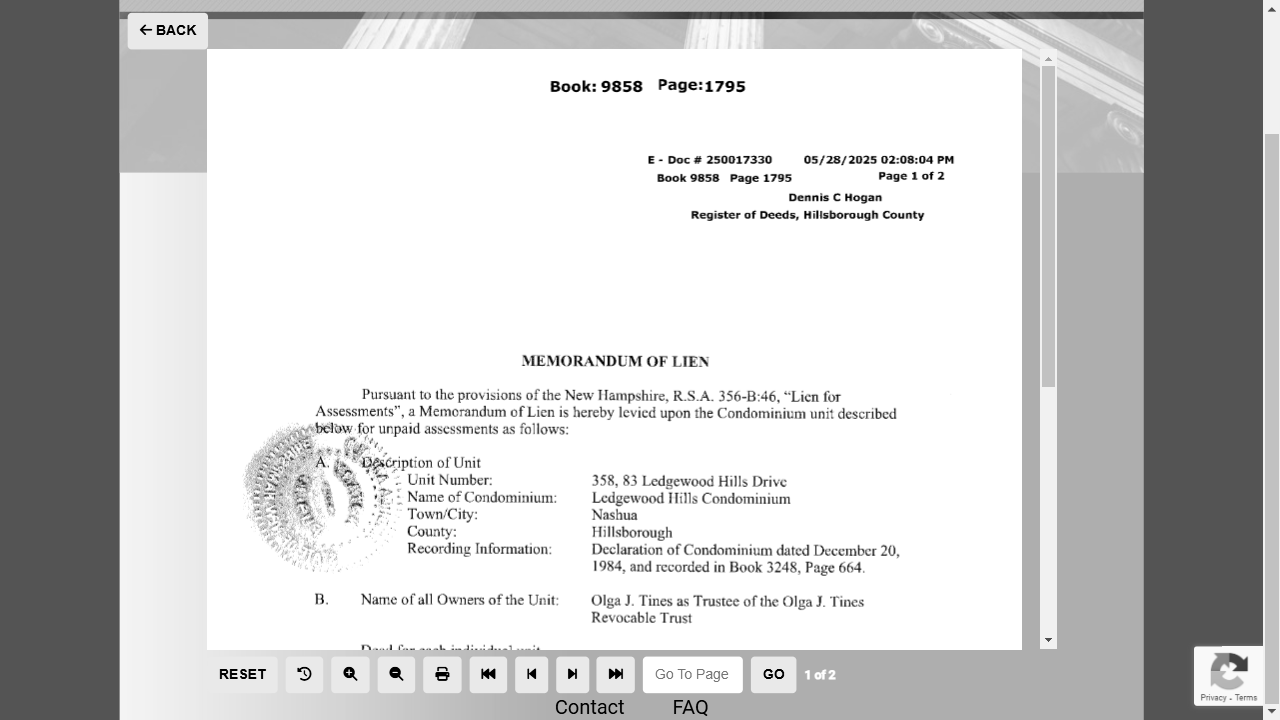 BACK
Book: 9858 Page:1795
E - Doc # 250017330 05/28/2025 02:08:04 PM
Book 9858 Page 1795 Page 1 of 2
Dennis C Hogan
Register of Deeds, Hillsborough County
MEMORANDUM OF LIEN
Pursuant to the provisions of the New Hampshire, R.S.A. 356-B:46, “Lien for
Assessments”, a Memorandum of Lien is hereby levied upon the Condominium unit described
below for unpaid assessments as follows:
A. Description of Unit
Unit Number: 358, 83 Ledgewood Hills Drive
Name of Condominium: Ledgewood Hills Condominium
Town/City: Nashua
County: Hillsborough
Recording Information: Declaration of Condominium dated December 20,
1984, and recorded in Book 3248, Page 664.
B. Name of all Owners of the Unit: Olga J. Tines as Trustee of the Olga J. Tines
Revocable Trust
Deed for each individual unit
RESET Go To Page GO 1 of 2
Contact FAQ
Privacy - Terms